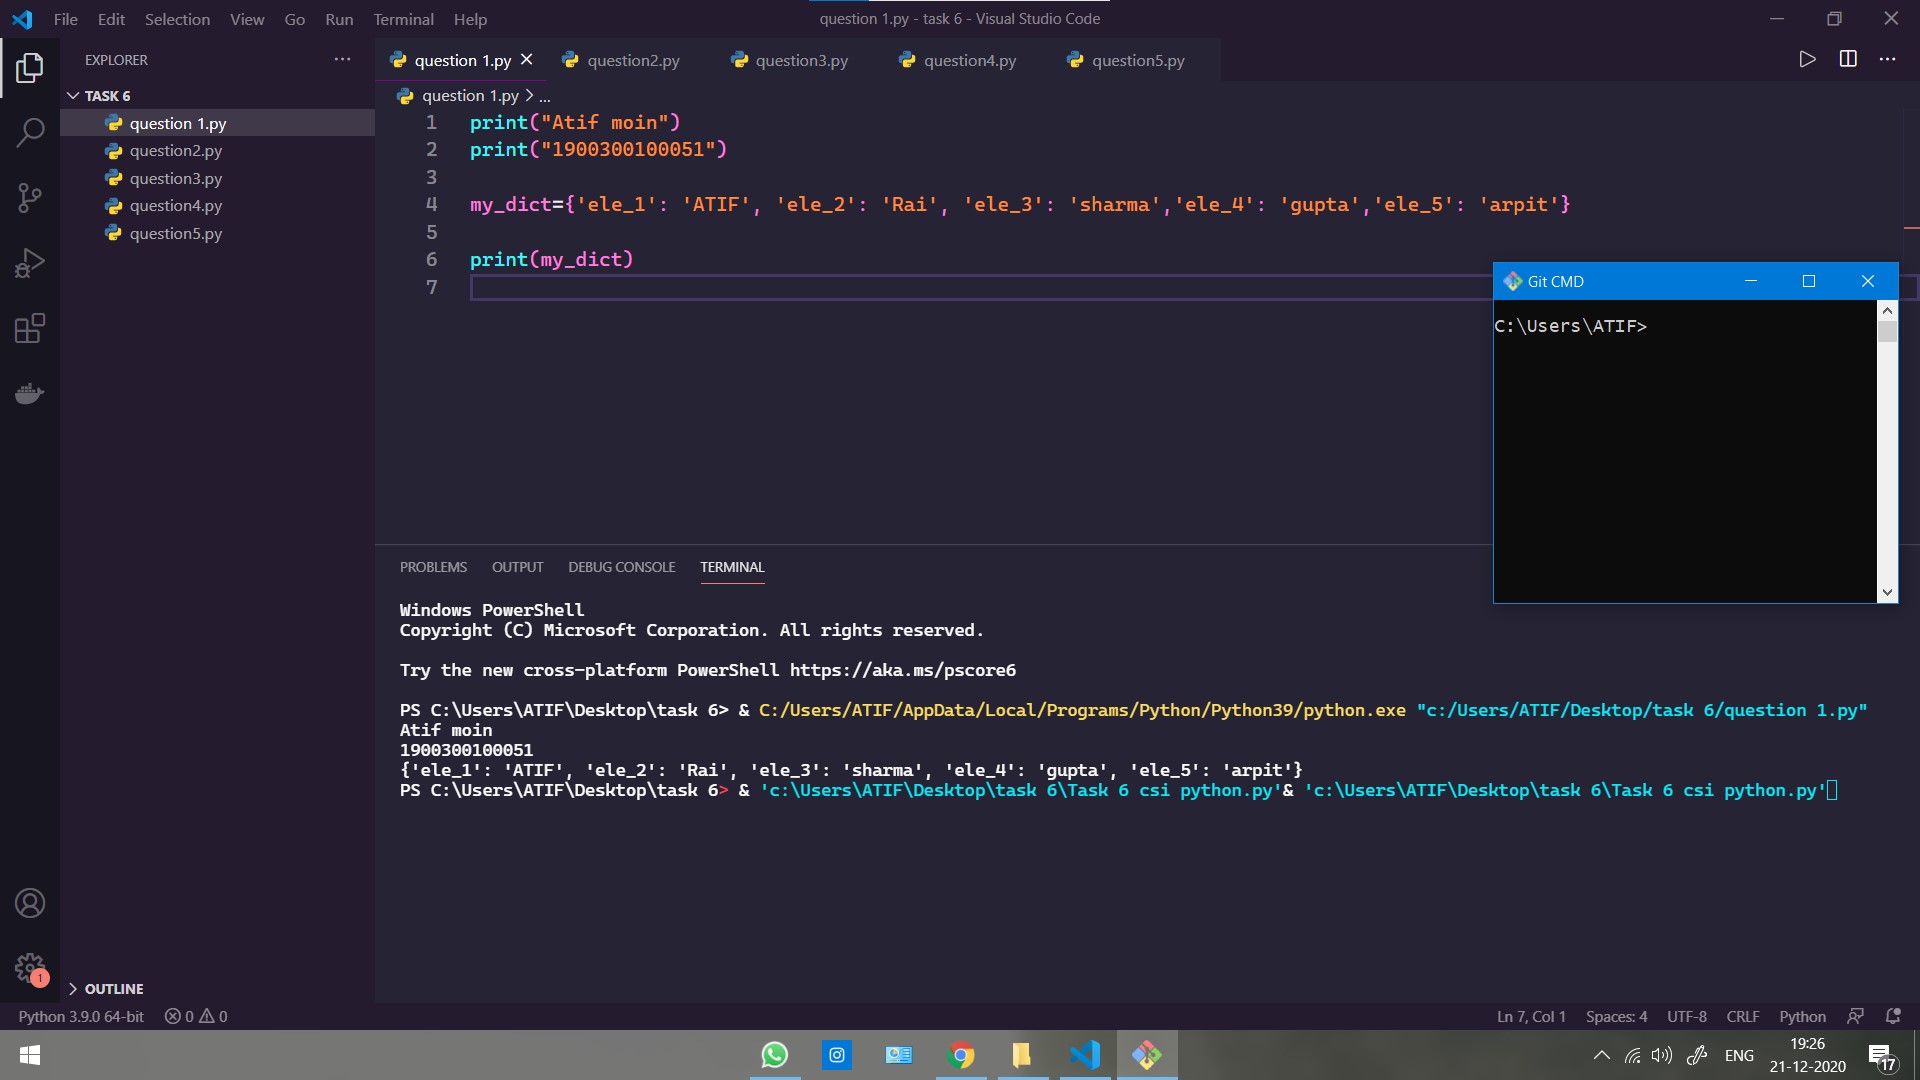 File Edit Selection View Go Run Terminal Help
question 1.py - task 6 - Visual Studio Code
EXPLORER
TASK 6
question 1.py
question2.py
question3.py
question4.py
question5.py
OUTLINE
question 1.py question2.py question3.py question4.py question5.py
question 1.py > ...
1 print("Atif moin")
2 print("1900300100051")
3
4 my_dict={'ele_1': 'ATIF', 'ele_2': 'Rai', 'ele_3': 'sharma','ele_4': 'gupta','ele_5': 'arpit'}
5
6 print(my_dict)
7
Git CMD
C:\Users\ATIF>
PROBLEMS OUTPUT DEBUG CONSOLE TERMINAL
Windows PowerShell
Copyright (C) Microsoft Corporation. All rights reserved.
Try the new cross-platform PowerShell https://aka.ms/pscore6
PS C:\Users\ATIF\Desktop\task 6> & C:/Users/ATIF/AppData/Local/Programs/Python/Python39/python.exe "c:/Users/ATIF/Desktop/task 6/question 1.py"
Atif moin
1900300100051
{'ele_1': 'ATIF', 'ele_2': 'Rai', 'ele_3': 'sharma', 'ele_4': 'gupta', 'ele_5': 'arpit'}
PS C:\Users\ATIF\Desktop\task 6> & 'c:\Users\ATIF\Desktop\task 6\Task 6 csi python.py'& 'c:\Users\ATIF\Desktop\task 6\Task 6 csi python.py'
1
Python 3.9.0 64-bit 0 0
Ln 7, Col 1 Spaces: 4 UTF-8 CRLF Python
ENG
19:26
21-12-2020
17